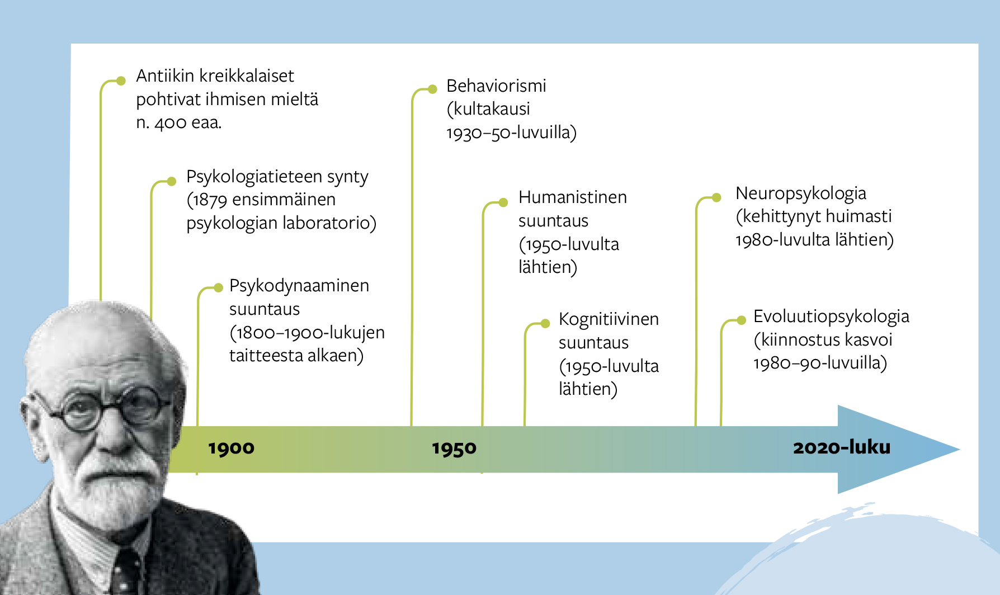 Antiikin kreikkalaiset
pohtivat ihmisen mieltä
n. 400 eaa.
Psykologiatieteen synty
(1879 ensimmäinen
psykologian laboratorio)
Psykodynaaminen
suuntaus
(1800–1900-lukujen
taitteesta alkaen)
Behaviorismi
(kultakausi
1930–50-luvuilla)
Humanistinen
suuntaus
(1950-luvulta
lähtien)
Kognitiivinen
suuntaus
(1950-luvulta
lähtien)
Neuropsykologia
(kehittynyt huimasti
1980-luvulta lähtien)
Evoluutiopsykologia
(kiinnostus kasvoi
1980–90-luvuilla)
1900
1950
2020-luku